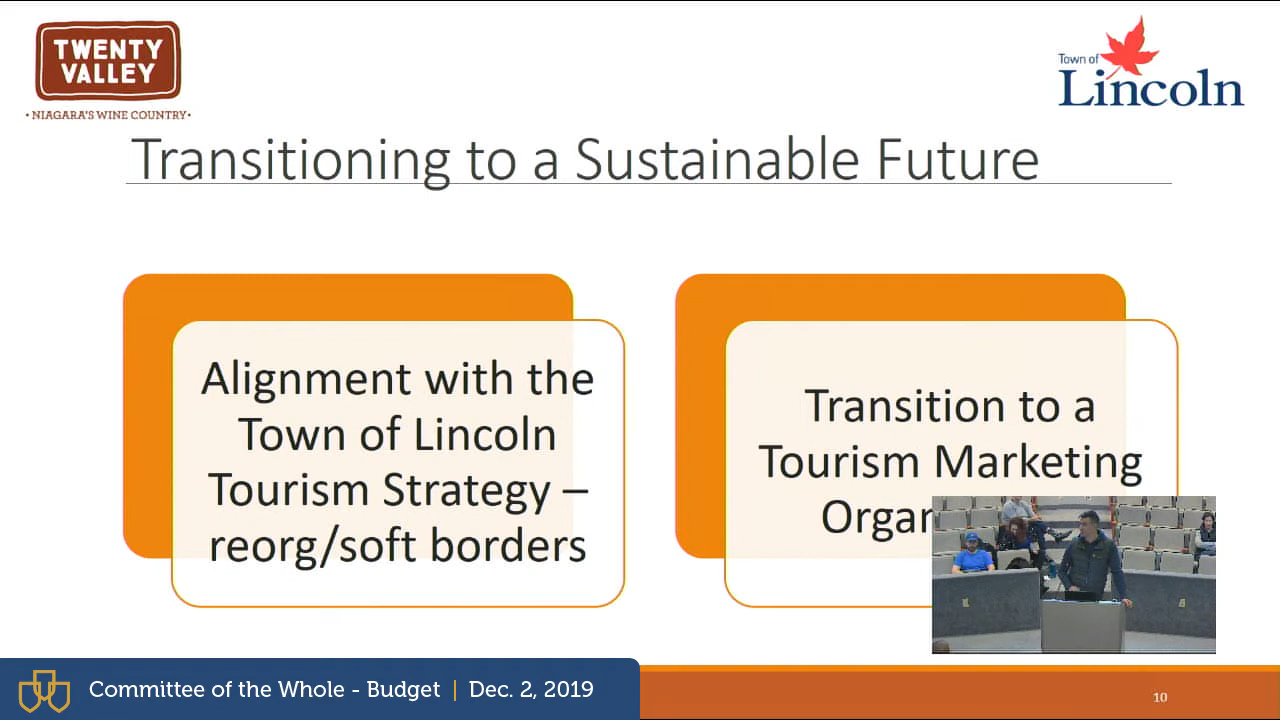 TWENTY
VALLEY
• NIAGARA'S WINE COUNTRY•
Town of
Lincoln
Transitioning to a Sustainable Future
Alignment with the
Town of Lincoln
Tourism Strategy –
reorg/soft borders
Transition to a
Tourism Marketing
Committee of the Whole - Budget | Dec. 2, 2019
10